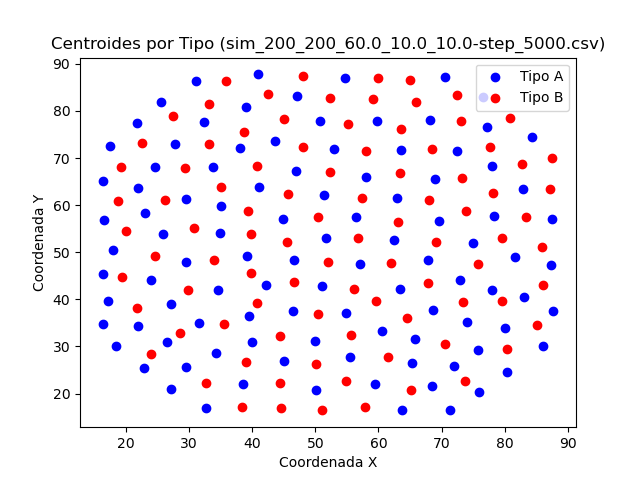 Centroides por Tipo (sim_200_200_60.0_10.0_10.0-step_5000.csv)
Tipo A
Tipo B
90
80
70
60
50
40
30
20
Coordenada Y
20 30 40 50 60 70 80 90
Coordenada X